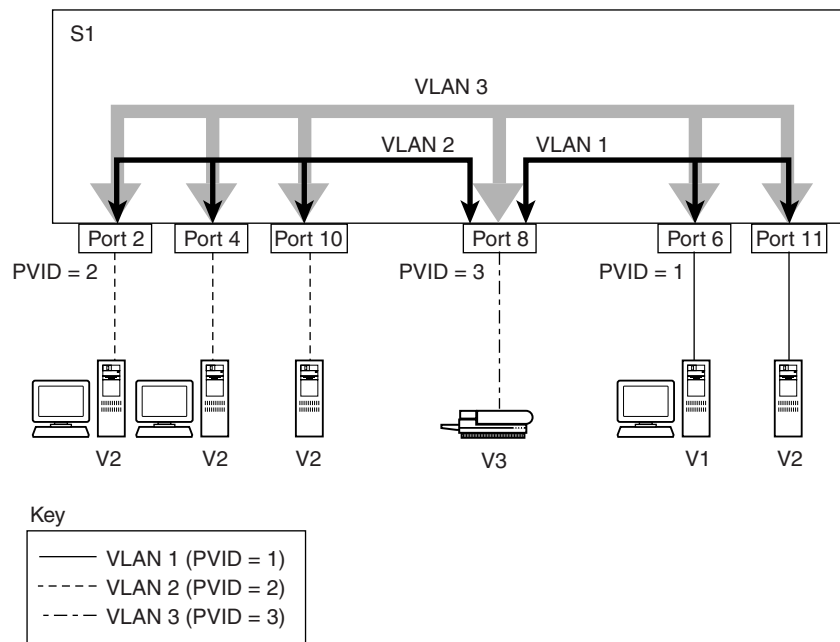 S1
VLAN 3
VLAN 2
VLAN 1
Port 2
Port 4
Port 10
Port 8
Port 6
Port 11
PVID = 2
PVID = 3
PVID = 1
V2
V2
V2
V3
V1
V2
Key
VLAN 1 (PVID = 1)
VLAN 2 (PVID = 2)
VLAN 3 (PVID = 3)